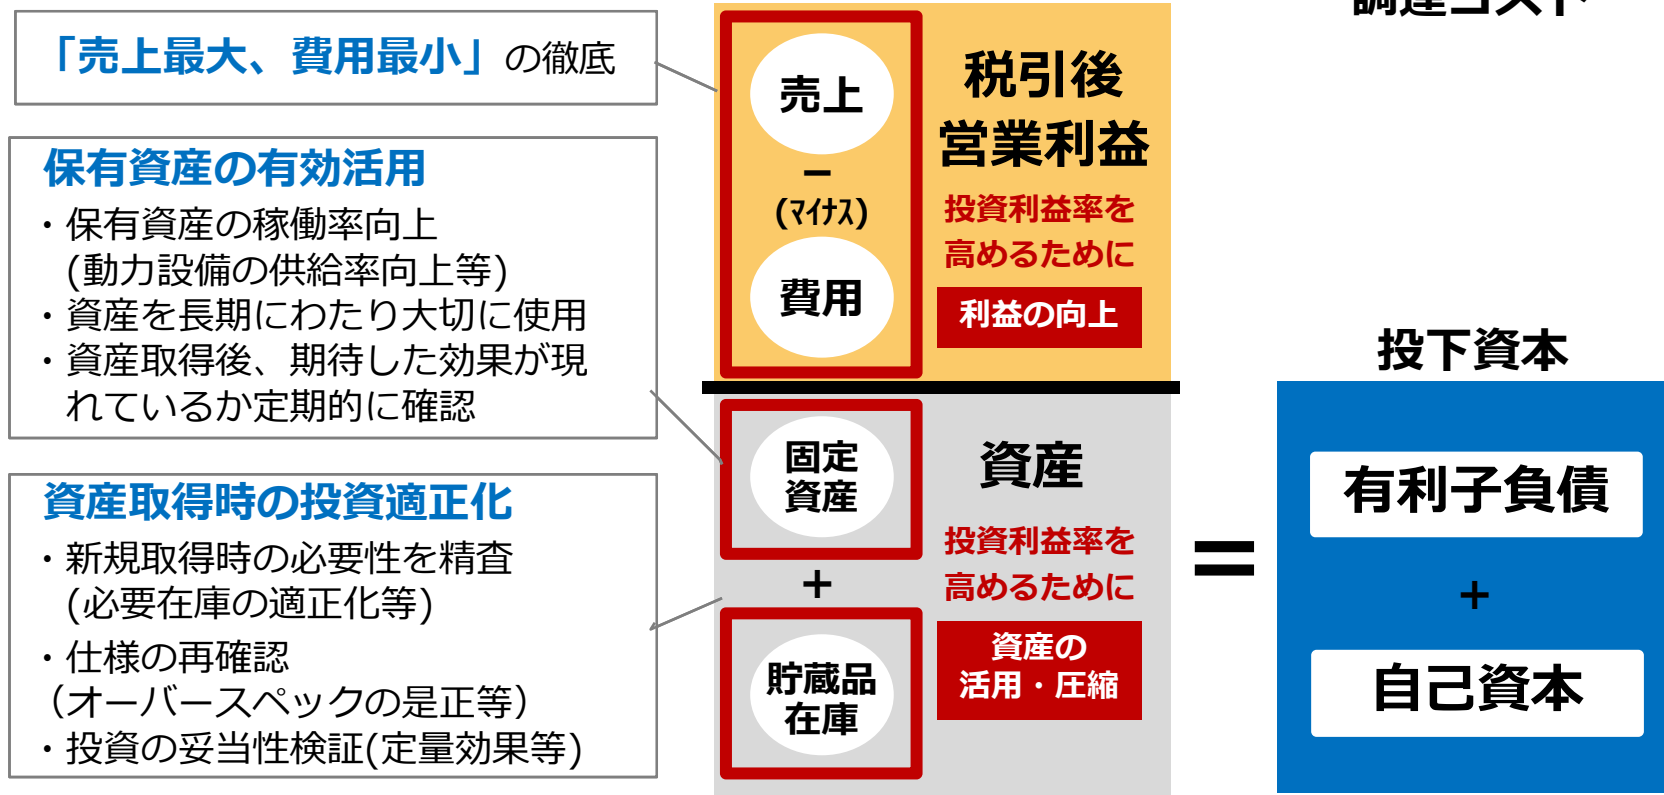 調達コスト
「売上最大、費用最小」の徹底
保有資産の有効活用
・保有資産の稼働率向上
(動力設備の供給率向上等)
・資産を長期にわたり大切に使用
・資産取得後、期待した効果が現
れているか定期的に確認
資産取得時の投資適正化
・新規取得時の必要性を精査
(必要在庫の適正化等)
・仕様の再確認
（オーバースペックの是正等）
・投資の妥当性検証(定量効果等)
売上
－
(ﾏｲﾅｽ)
費用
税引後
営業利益
投資利益率を
高めるために
利益の向上
固定
資産
+
貯蔵品
在庫
資産
投資利益率を
高めるために
資産の
活用・圧縮
=
投下資本
有利子負債
+
自己資本